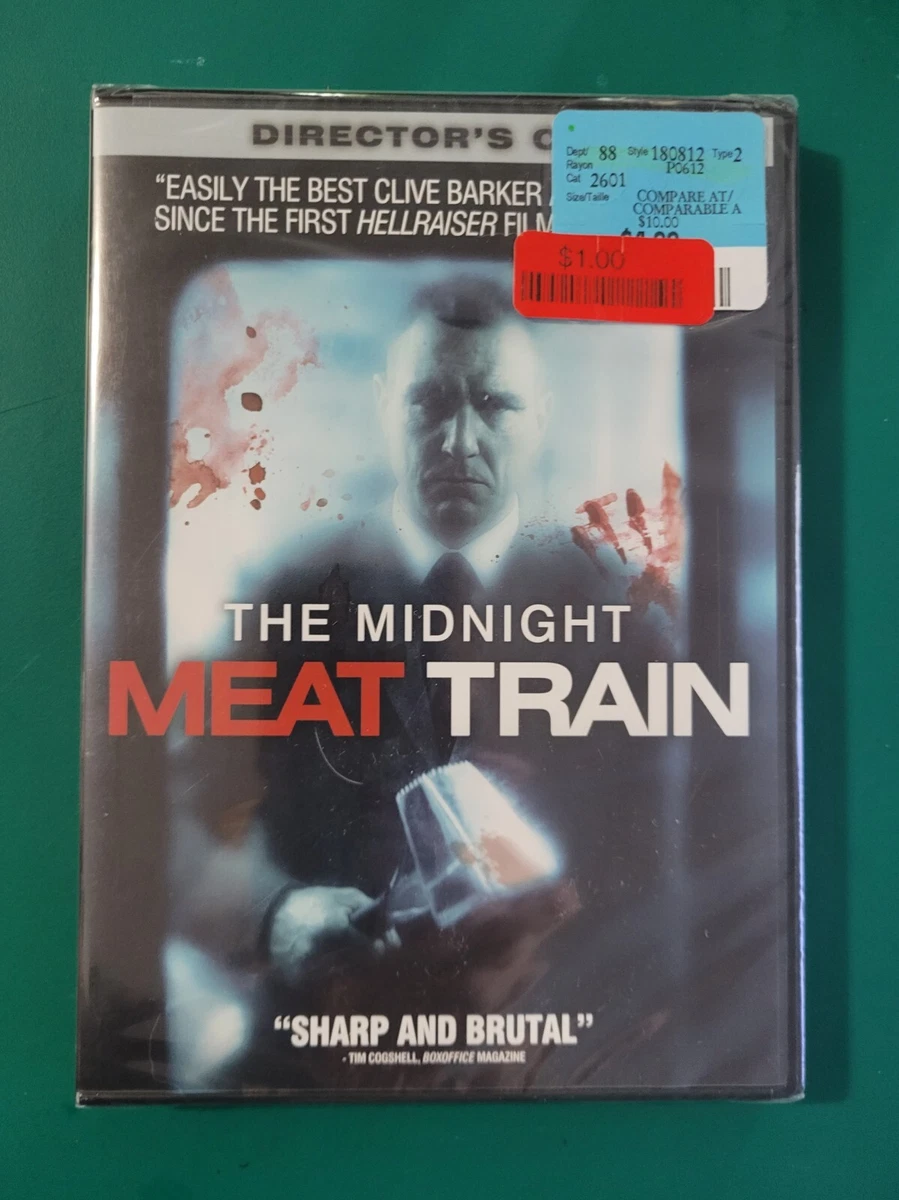 DIRECTOR'S
"EASILY THE BEST CLIVE BARKER
SINCE THE FIRST HELLRAISER FILM
Dept/ 88 Style 180812 Type 2
Rayon P0612
Cat 2601
Size/Taille COMPARE AT/
COMPARABLE A
$10.00
$1.00
THE MIDNIGHT
MEAT TRAIN
"SHARP AND BRUTAL"
- TIM COGSHELL, BOXOFFICE MAGAZINE